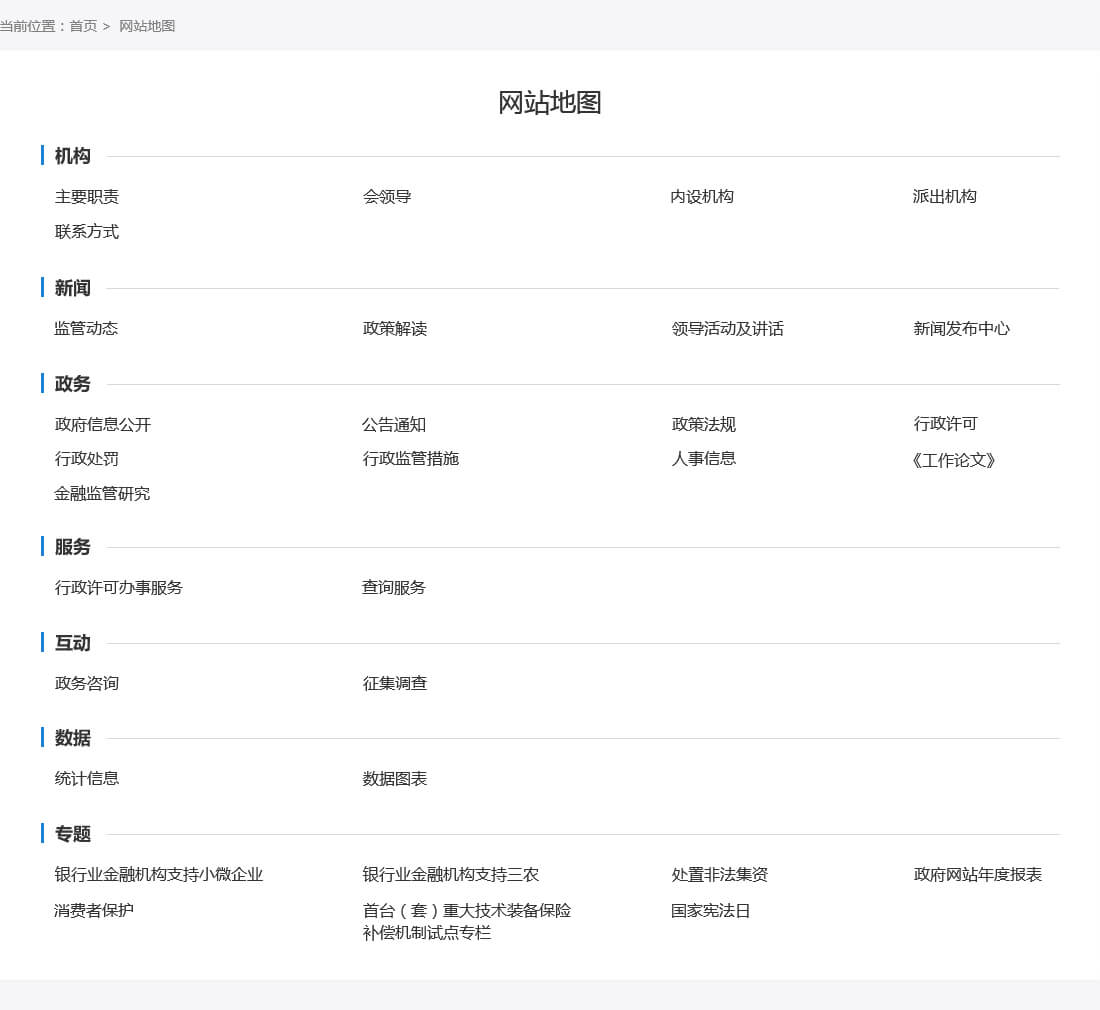 当前位置：首页 > 网站地图
网站地图
机构
主要职责 会领导 内设机构 派出机构
联系方式
新闻
监管动态 政策解读 领导活动及讲话 新闻发布中心
政务
政府信息公开 公告通知 政策法规 行政许可
行政处罚 行政监管措施 人事信息 《工作论文》
金融监管研究
服务
行政许可办事服务 查询服务
互动
政务咨询 征集调查
数据
统计信息 数据图表
专题
银行业金融机构支持小微企业 银行业金融机构支持三农 处置非法集资 政府网站年度报表
消费者保护 首台（套）重大技术装备保险 国家宪法日
补偿机制试点专栏